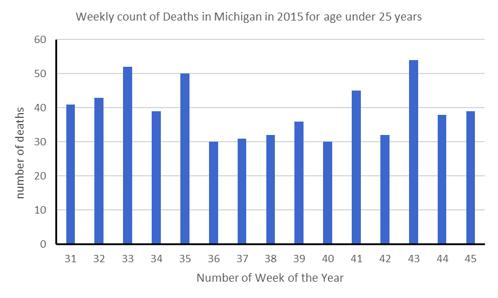 Weekly count of Deaths in Michigan in 2015 for age under 25 years
60
50
40
30
20
10
0
number of deaths
31 32 33 34 35 36 37 38 39 40 41 42 43 44 45
Number of Week of the Year